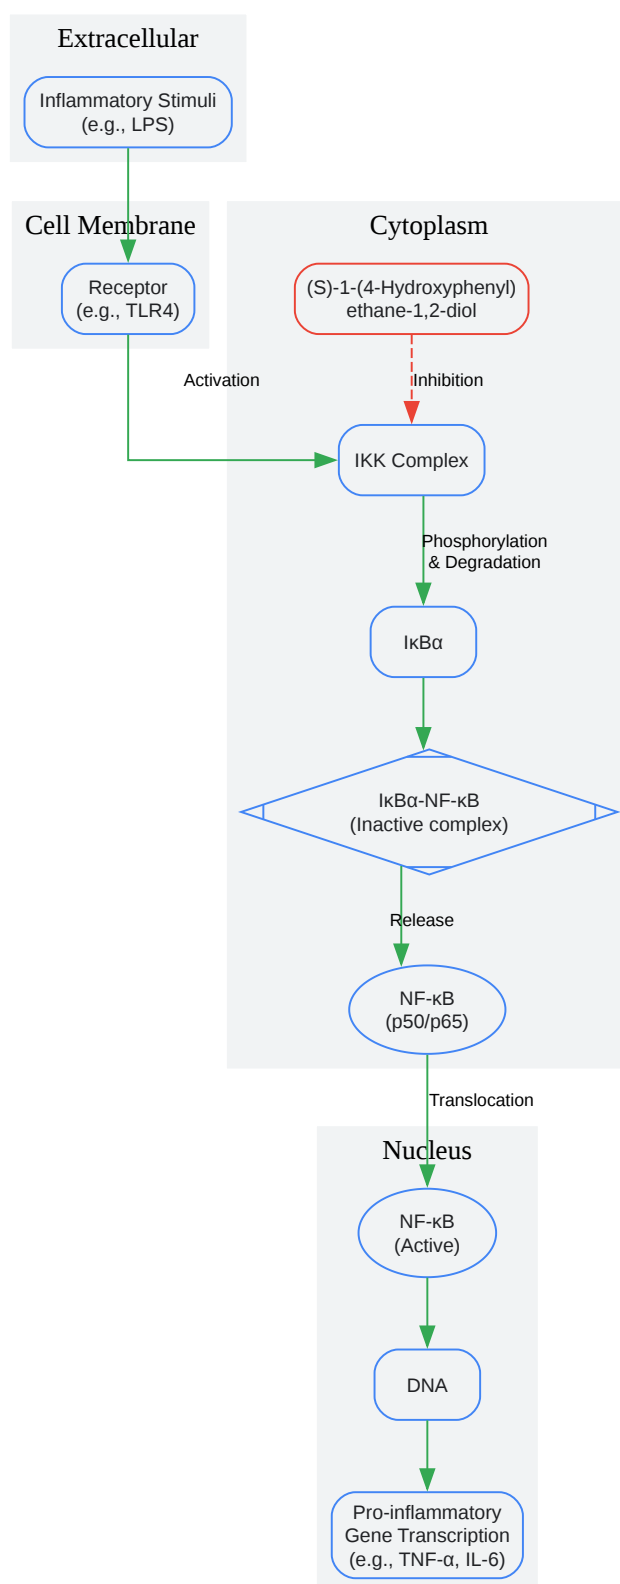 Extracellular
Inflammatory Stimuli
(e.g., LPS)
Cell Membrane
Receptor
(e.g., TLR4)
Cytoplasm
(S)-1-(4-Hydroxyphenyl)
ethane-1,2-diol
Activation
Inhibition
IKK Complex
Phosphorylation
& Degradation
IκBα
IκBα-NF-κB
(Inactive complex)
Release
NF-κB
(p50/p65)
Translocation
Nucleus
NF-κB
(Active)
DNA
Pro-inflammatory
Gene Transcription
(e.g., TNF-α, IL-6)